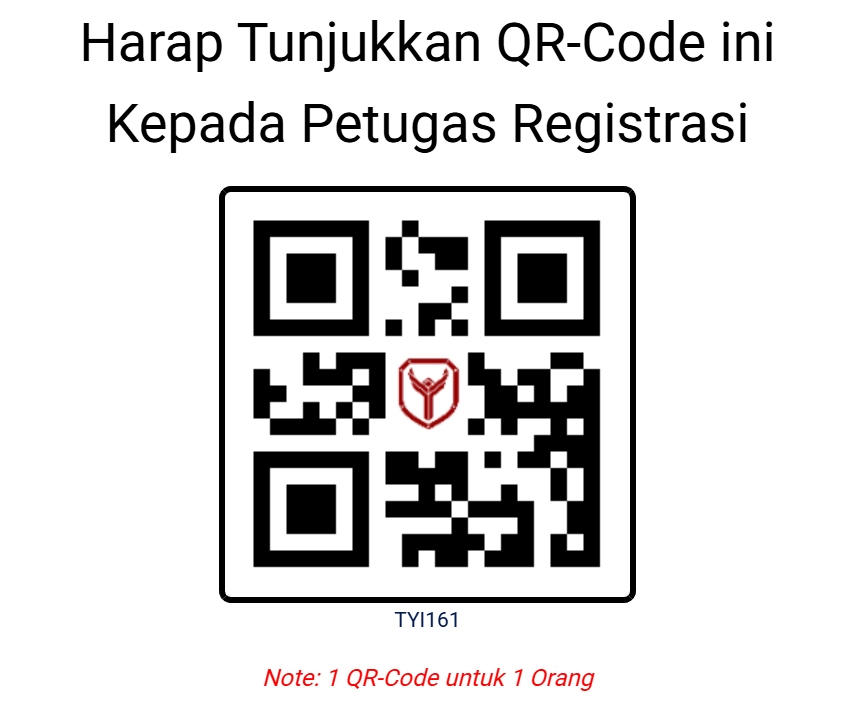 Harap Tunjukkan QR-Code ini
Kepada Petugas Registrasi
TYI161
Note: 1 QR-Code untuk 1 Orang